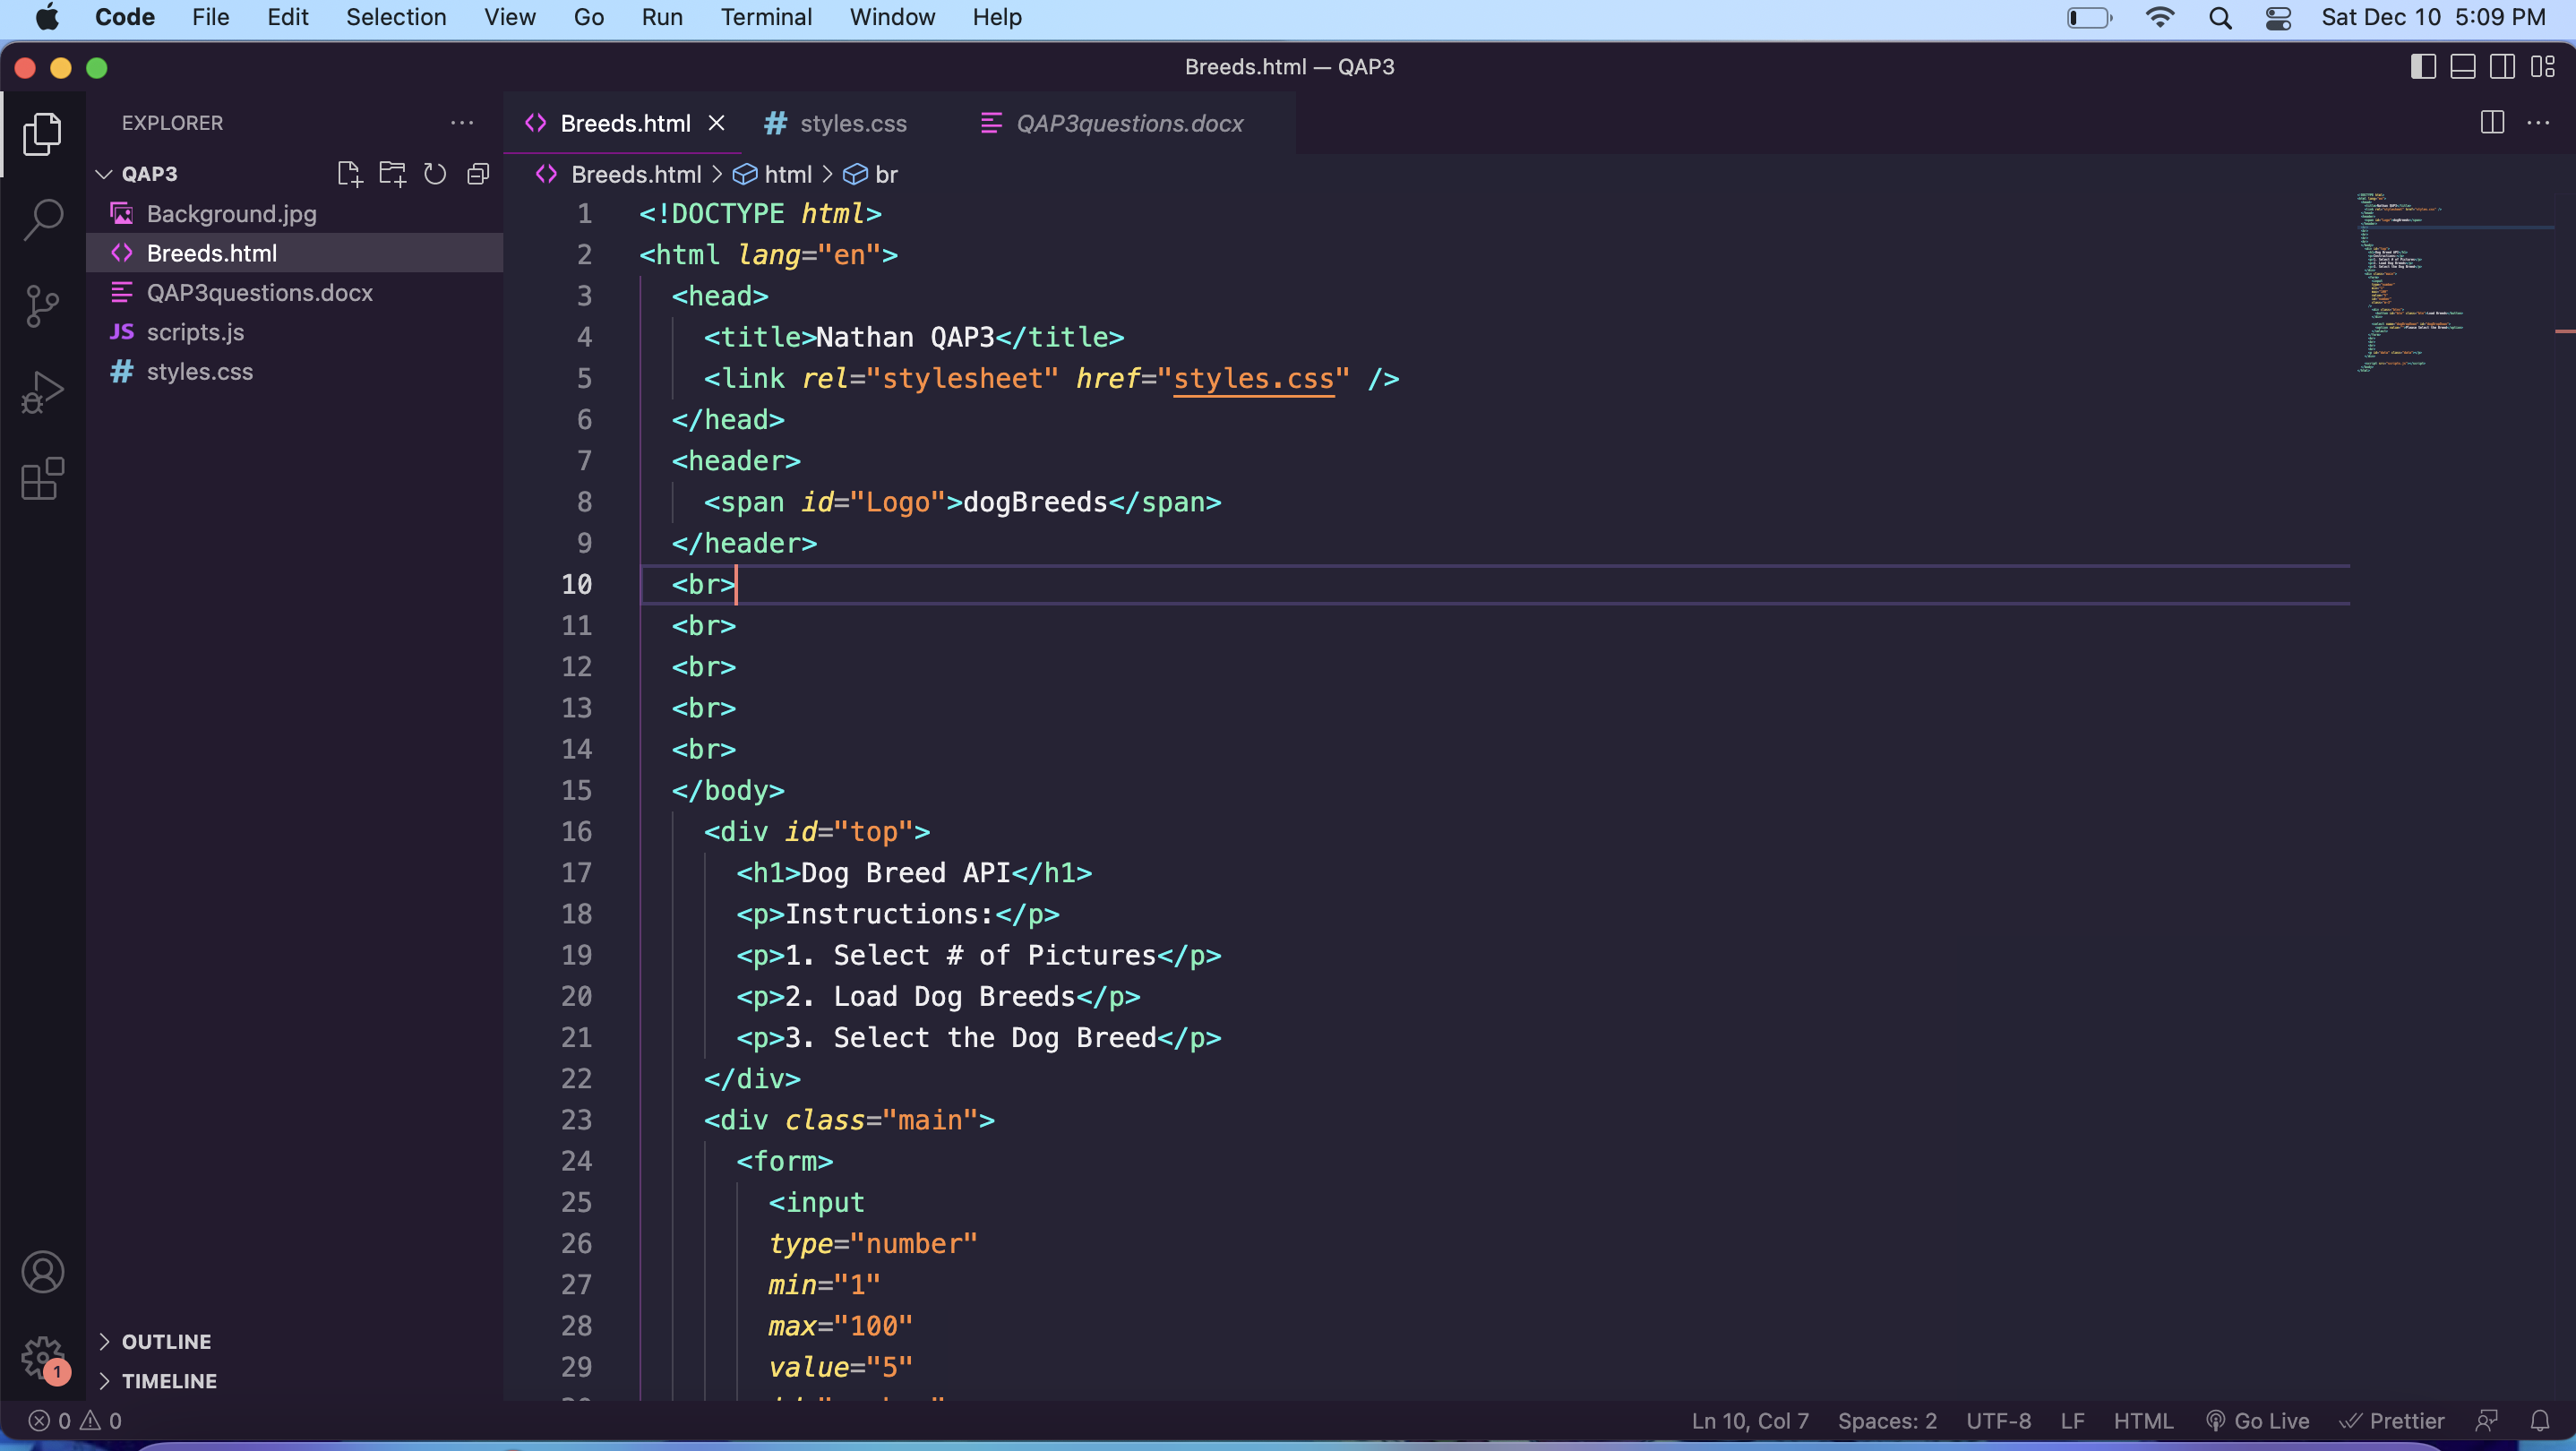 Code File Edit Selection View Go Run Terminal Window Help Sat Dec 10 5:09 PM
Breeds.html — QAP3
EXPLORER
Breeds.html styles.css QAP3questions.docx
QAP3
Background.jpg
Breeds.html
QAP3questions.docx
JS scripts.js
# styles.css
OUTLINE
TIMELINE
Breeds.html > html > br
1 <!DOCTYPE html>
2 <html lang="en">
3 <head>
4 <title>Nathan QAP3</title>
5 <link rel="stylesheet" href="styles.css" />
6 </head>
7 <header>
8 <span id="Logo">dogBreeds</span>
9 </header>
10 <br>
11 <br>
12 <br>
13 <br>
14 <br>
15 </body>
16 <div id="top">
17 <h1>Dog Breed API</h1>
18 <p>Instructions:</p>
19 <p>1. Select # of Pictures</p>
20 <p>2. Load Dog Breeds</p>
21 <p>3. Select the Dog Breed</p>
22 </div>
23 <div class="main">
24 <form>
25 <input
26 type="number"
27 min="1"
28 max="100"
29 value="5"
1
0 0 Ln 10, Col 7 Spaces: 2 UTF-8 LF HTML Go Live Prettier